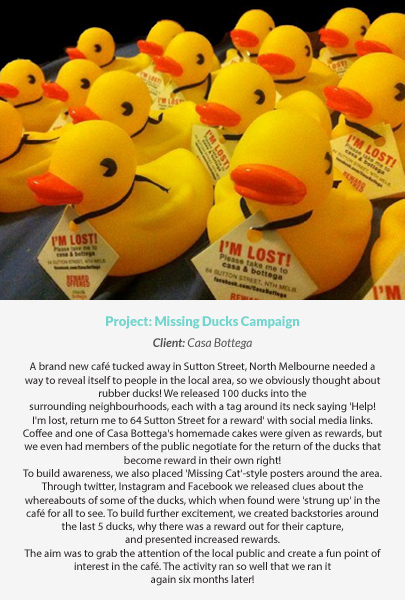 I'M LOST!
Please take me to
casa & bottega
64 SUTTON STREET, NTH MELB.
facebook.com/CasaBottega
REWARD
OFFERED
I'M LOST!
Please take me to
casa & bottega
64 SUTTON STREET, NTH MELB.
facebook.com/CasaBottega
REWARD
I'M LOST!
Please take me to
casa & bottega
REWARD
OFFERED
I'M LOST!
I'M
Project: Missing Ducks Campaign
Client: Casa Bottega
A brand new café tucked away in Sutton Street, North Melbourne needed a
way to reveal itself to people in the local area, so we obviously thought about
rubber ducks! We released 100 ducks into the
surrounding neighbourhoods, each with a tag around its neck saying 'Help!
I'm lost, return me to 64 Sutton Street for a reward' with social media links.
Coffee and one of Casa Bottega's homemade cakes were given as rewards, but
we even had members of the public negotiate for the return of the ducks that
become reward in their own right!
To build awareness, we also placed 'Missing Cat'-style posters around the area.
Through twitter, Instagram and Facebook we released clues about the
whereabouts of some of the ducks, which when found were 'strung up' in the
café for all to see. To build further excitement, we created backstories around
the last 5 ducks, why there was a reward out for their capture,
and presented increased rewards.
The aim was to grab the attention of the local public and create a fun point of
interest in the café. The activity ran so well that we ran it
again six months later!